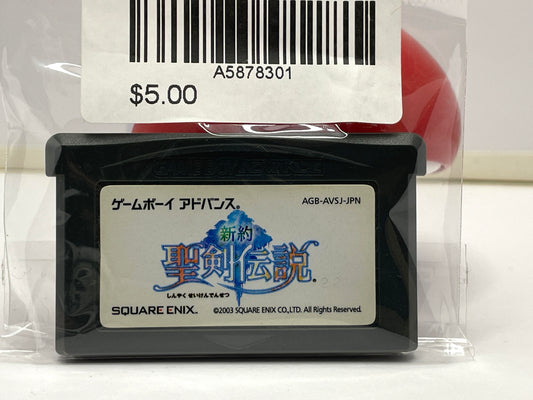 A5878301
$5.00
ゲームボーイ アドバンス®
AGB-AVSJ-JPN
新約
聖剣伝説®
しんやく せいけんでんせつ
SQUARE ENIX™
©2003 SQUARE ENIX CO.,LTD. All Rights Reserved.